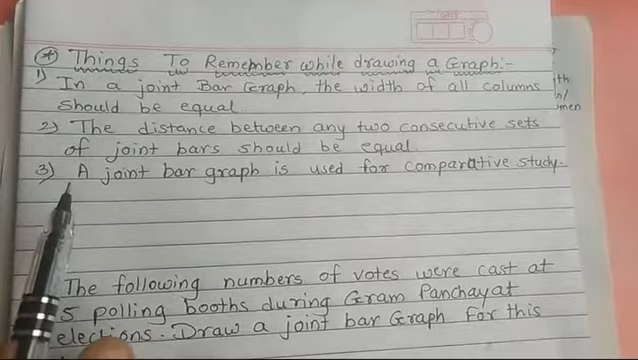 * Things To Remember while drawing a Graph:-
1) In a joint Bar Graph, the width of all columns
should be equal.
2) The distance between any two consecutive sets
of joint bars should be equal.
3) A joint bar graph is used for comparative study.
The following numbers of votes were cast at
5 polling booths during Gram Panchayat
elections. Draw a joint bar Graph for this
th
n/
men